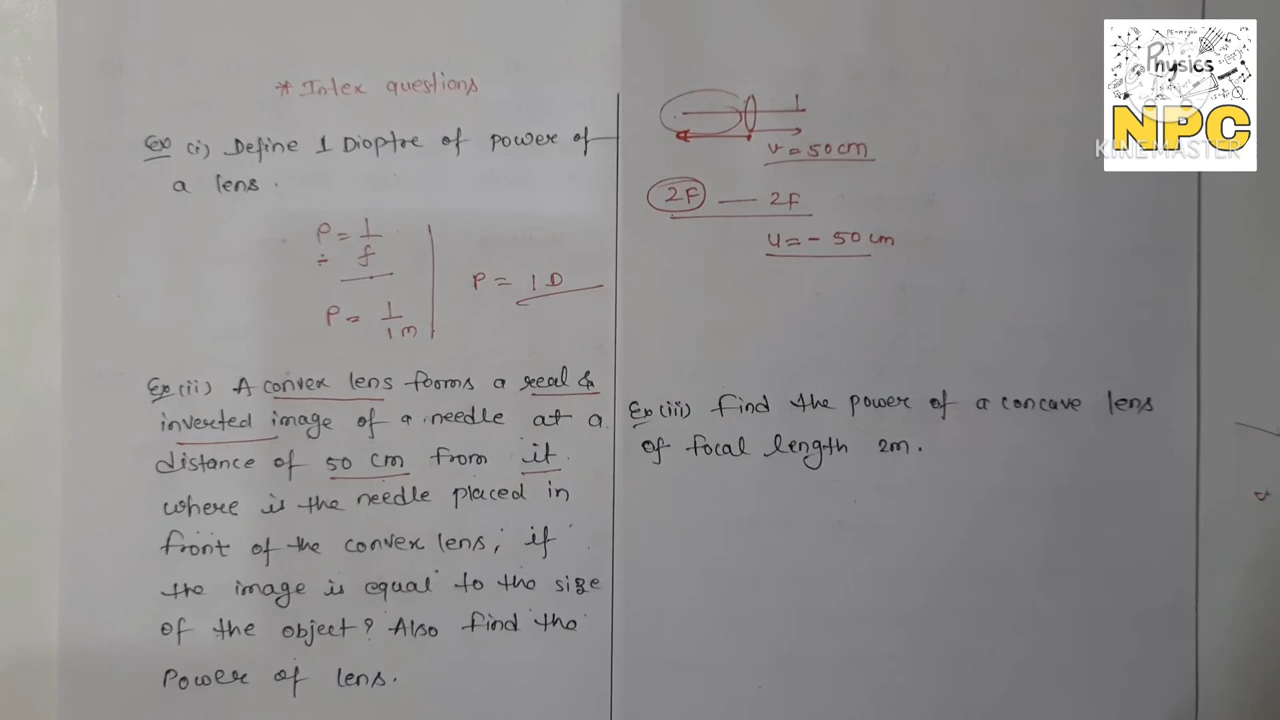 * Intex questions
Ex (i) Define 1 Dioptre of power of
a lens.
P = 1/f
÷
P = 1/1m
P = 1D
Ex (ii) A convex lens forms a real &
inverted image of a needle at a
distance of 50 cm from it.
where is the needle placed in
front of the convex lens, if
the image is equal to the size
of the object? Also find the
Power of lens.
v = 50cm
2F — 2F
u = - 50cm
Ex (iii) Find the power of a concave lens
of focal length 2m.
Physics
NPC
KINEMASTER